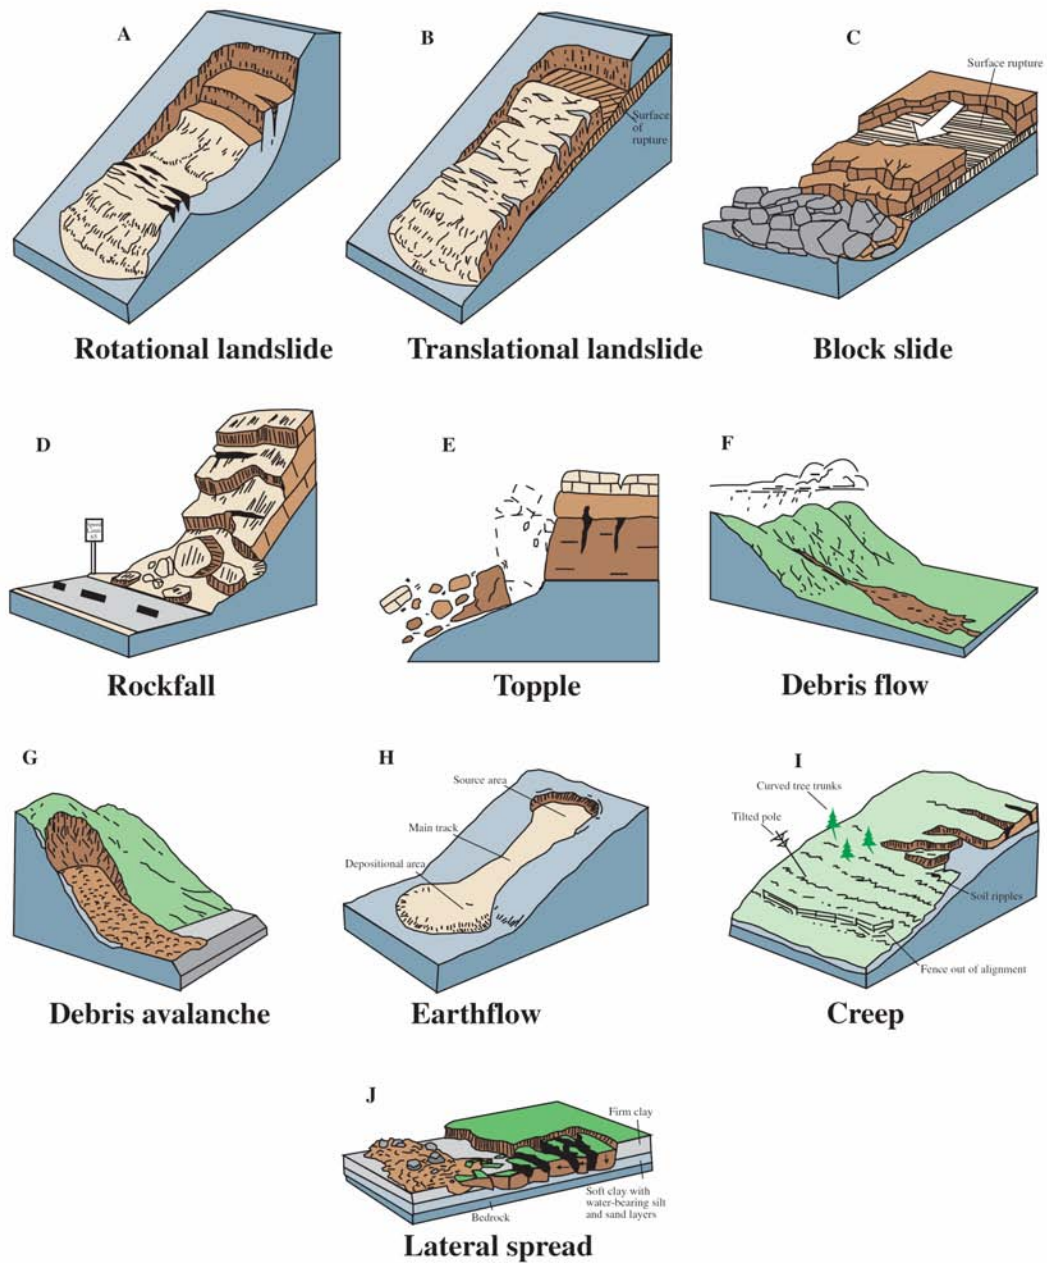 A
B
C
Surface rupture
Surface
of
rupture
Toe
Rotational landslide
Translational landslide
Block slide
D
E
F
Rockfall
Topple
Debris flow
G
H
I
Source area
Main track
Depositional area
Curved tree trunks
Tilted pole
Soil ripples
Fence out of alignment
Debris avalanche
Earthflow
Creep
J
Firm clay
Soft clay with
water-bearing silt
and sand layers
Bedrock
Lateral spread